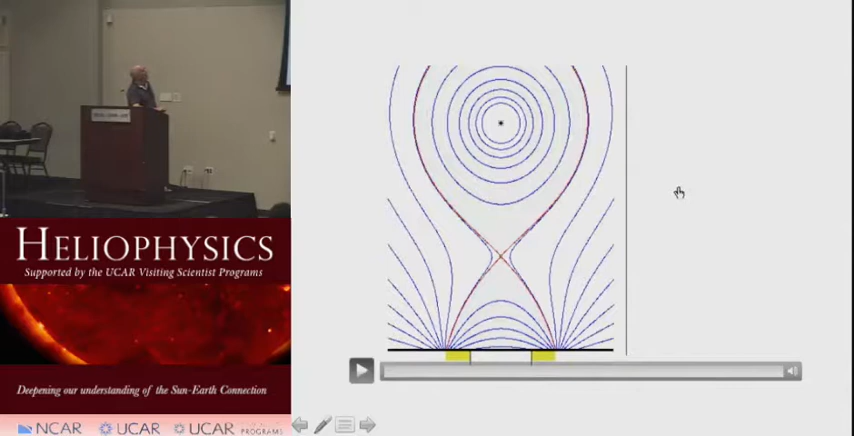 HELIOPHYSICS
Supported by the UCAR Visiting Scientist Programs
Deepening our understanding of the Sun-Earth Connection
NCAR
UCAR
UCAR
PROGRAMS